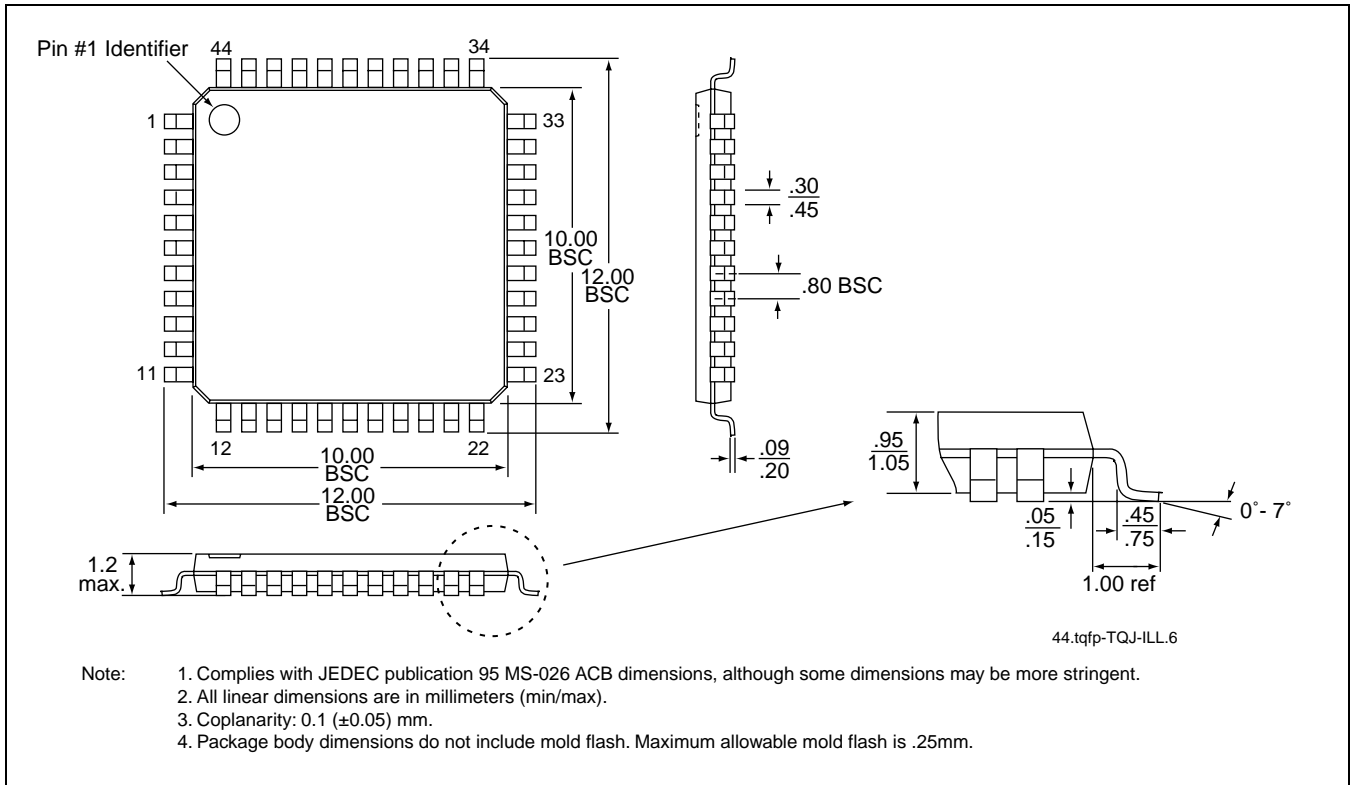 Pin #1 Identifier
44
34
1
33
11
23
12
22
10.00
BSC
12.00
BSC
10.00
BSC
12.00
BSC
.30
.45
.80 BSC
.09
.20
.95
1.05
.05
.15
.45
.75
0˚- 7˚
1.00 ref
1.2
max.
44.tqfp-TQJ-ILL.6
Note: 1. Complies with JEDEC publication 95 MS-026 ACB dimensions, although some dimensions may be more stringent.
2. All linear dimensions are in millimeters (min/max).
3. Coplanarity: 0.1 (±0.05) mm.
4. Package body dimensions do not include mold flash. Maximum allowable mold flash is .25mm.